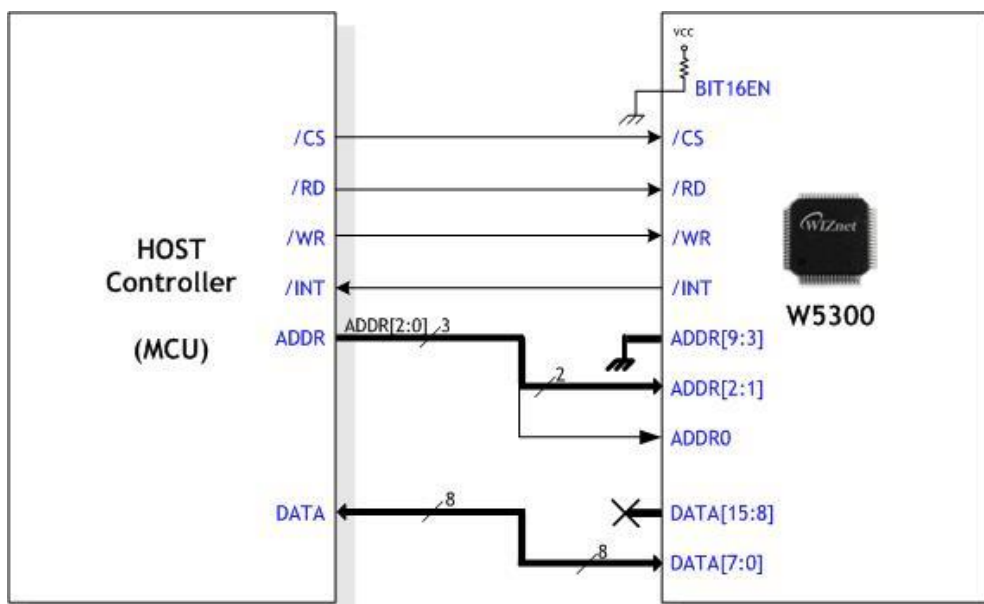 VCC
BIT16EN
/CS
/CS
/RD
/RD
/WR
/WR
HOST
Controller
(MCU)
WIZnet
/INT
/INT
W5300
ADDR
ADDR[2:0]
3
ADDR[9:3]
2
ADDR[2:1]
ADDR0
DATA
8
DATA[15:8]
8
DATA[7:0]